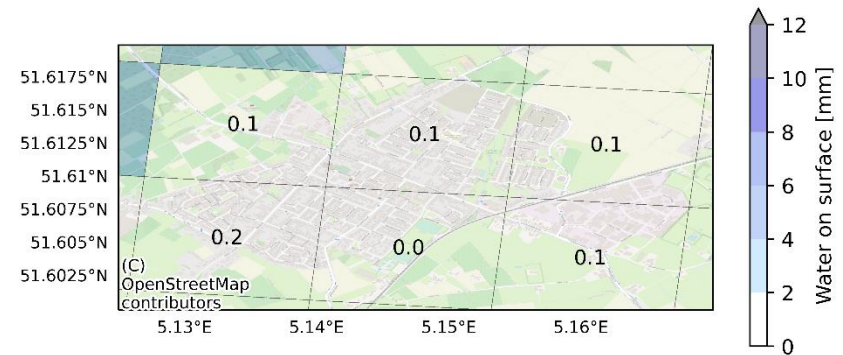 51.6175°N
51.615°N
51.6125°N
51.61°N
51.6075°N
51.605°N
51.6025°N
0.1
0.1
0.1
0.2
0.0
0.1
(C)
OpenStreetMap
contributors
5.13°E
5.14°E
5.15°E
5.16°E
12
10
8
6
4
2
0
Water on surface [mm]